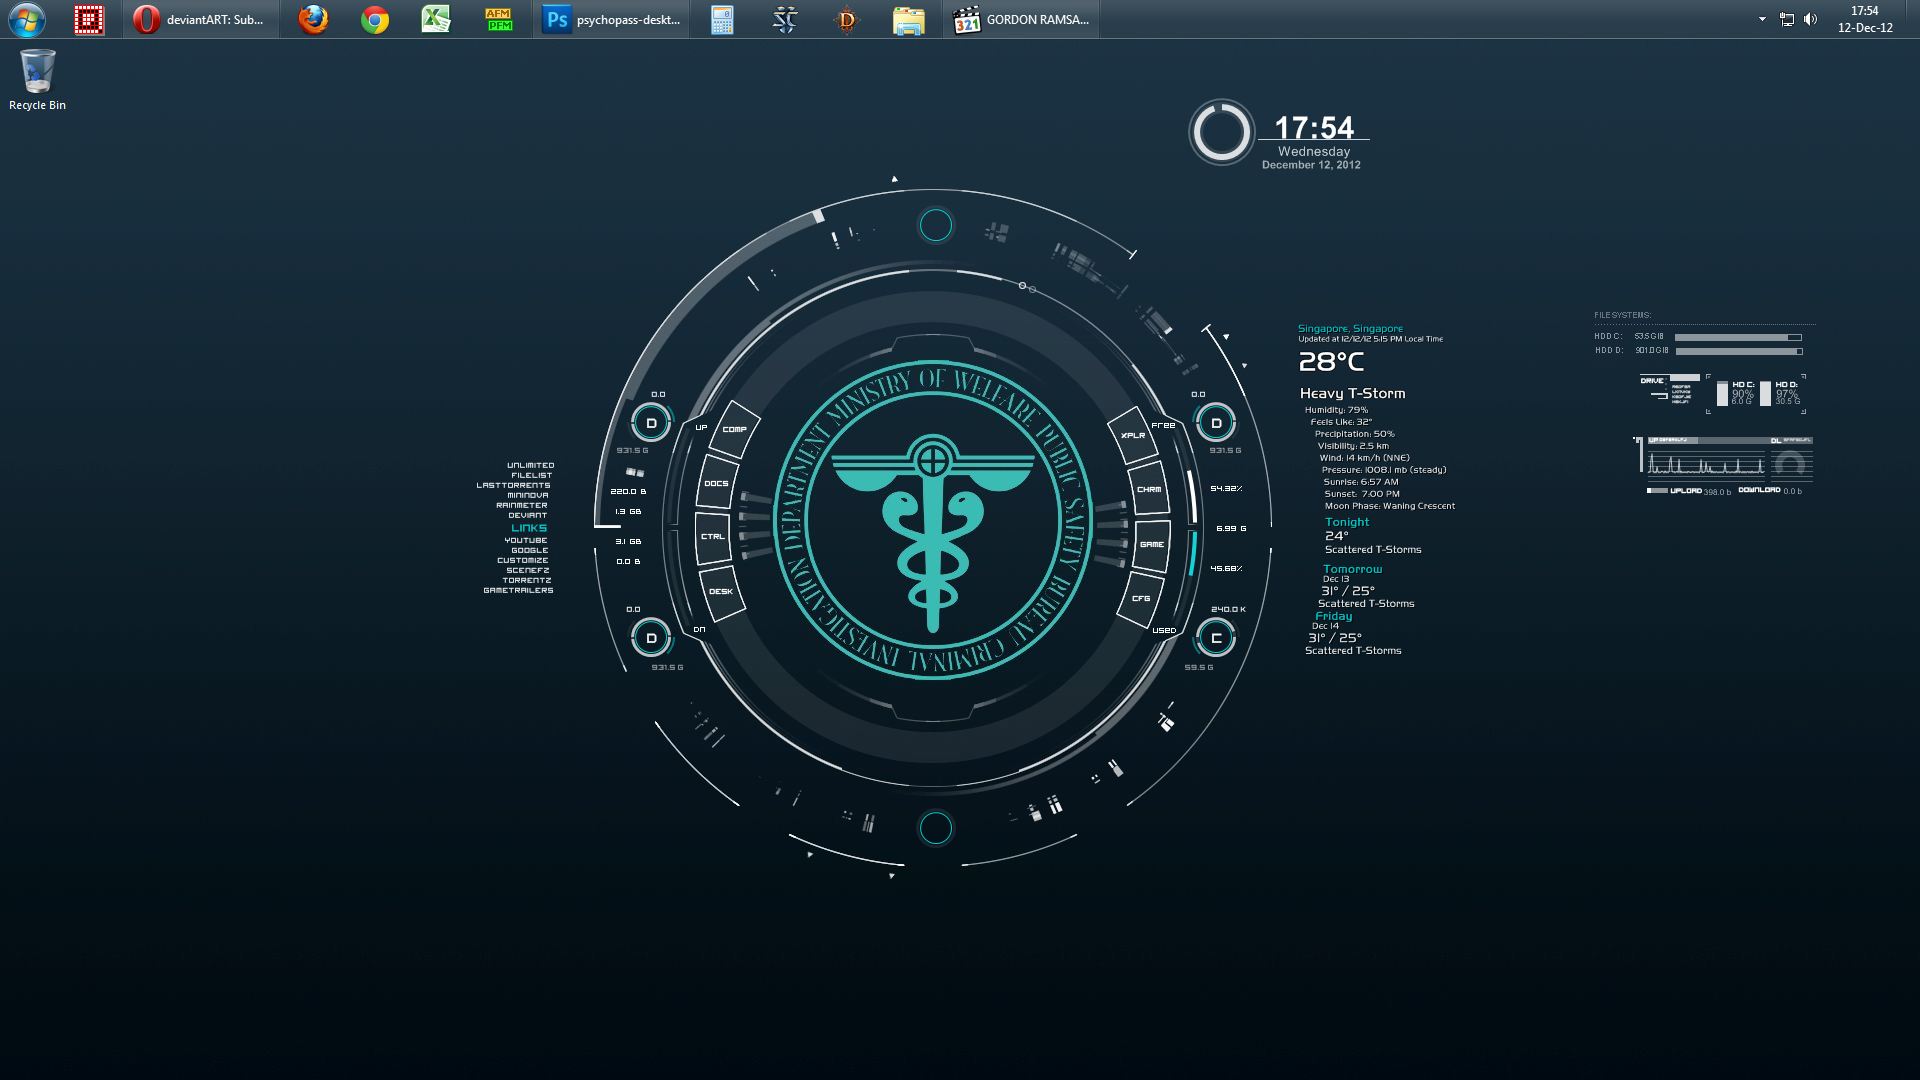 deviantART: Sub...
AFM
PFM
Ps
psychopass-deskt...
SC
D
321
GORDON RAMSA...
17:54
12-Dec-12
Recycle Bin
17:54
Wednesday
December 12, 2012
MINISTRY OF WELFARE PUBLIC SAFETY BUREAU CRIMINAL INVESTIGATION DEPARTMENT
0.0
D
931.5 G
UP
COMP
DOCS
CTRL
DESK
DN
220.0 B
1.3 GB
3.1 GB
0.0 B
0.0
D
931.5 G
UNLIMITED
FILELIST
LASTTORRENTS
MININOVA
RAINMETER
DEVIANT
LINKS
YOUTUBE
GOOGLE
CUSTOMIZE
SCENEFZ
TORRENTZ
GAMETRAILERS
0.0
D
931.5 G
FREE
XPLR
CHRM
GAME
CFG
USED
54.32%
6.99 G
45.68%
240.0 K
C
59.5 G
Singapore, Singapore
Updated at 12/12/12 5:15 PM Local Time
28°C
Heavy T-Storm
Humidity: 79%
Feels Like: 32°
Precipitation: 50%
Visibility: 2.5 km
Wind: 14 km/h (NNE)
Pressure: 1008.1 mb (steady)
Sunrise: 6:57 AM
Sunset: 7:00 PM
Moon Phase: Waning Crescent
Tonight
24°
Scattered T-Storms
Tomorrow
Dec 13
31° / 25°
Scattered T-Storms
Friday
Dec 14
31° / 25°
Scattered T-Storms
FILE SYSTEMS:
HDD C: 53.5 GIB
HDD D: 901.0 GIB
DRIVE
HD C:
90%
6.0 G
HD D:
97%
30.5 G
UP
DL
UPLOAD 398.0 b
DOWNLOAD 0.0 b